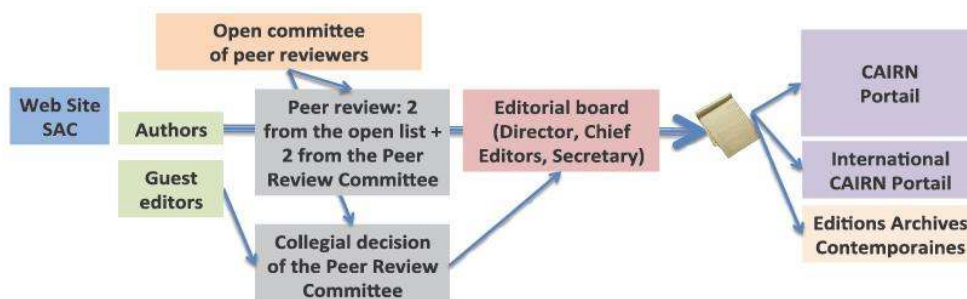 Open committee
of peer reviewers
Web Site
SAC
Authors
Guest
editors
Peer review: 2
from the open list +
2 from the Peer
Review Committee
Collegial decision
of the Peer Review
Committee
Editorial board
(Director, Chief
Editors, Secretary)
CAIRN
Portail
International
CAIRN Portail
Editions Archives
Contemporaines